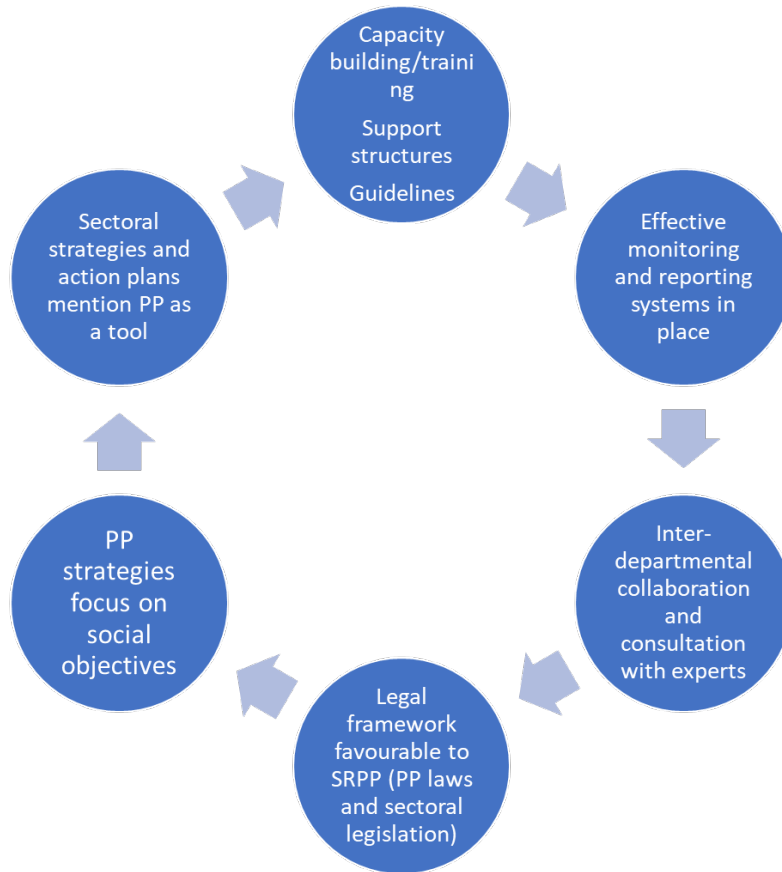 Capacity
building/traini
ng
Support
structures
Guidelines
Effective
monitoring
and reporting
systems in
place
Inter-
departmental
collaboration
and
consultation
with experts
Legal
framework
favourable to
SRPP (PP laws
and sectoral
legislation)
PP
strategies
focus on
social
objectives
Sectoral
strategies and
action plans
mention PP as
a tool